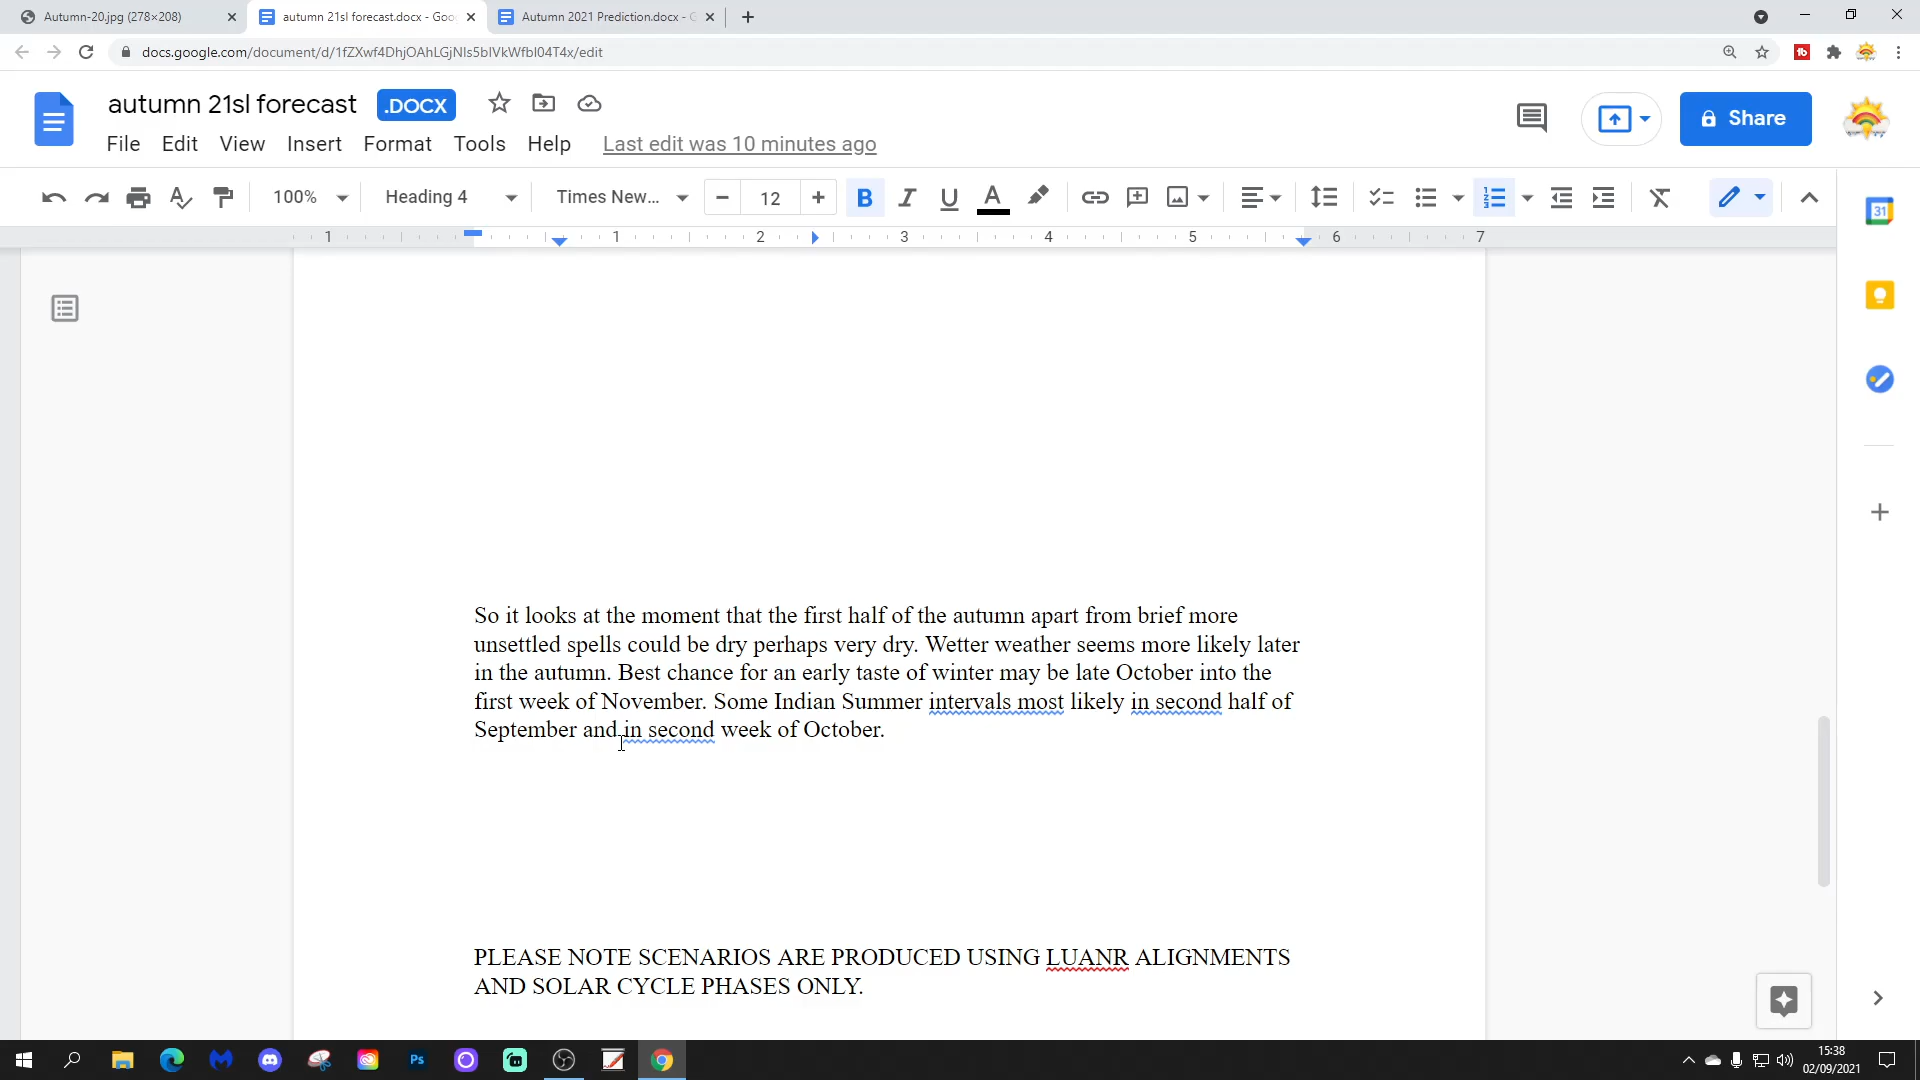 Autumn-20.jpg (278×208)
autumn 21sl forecast.docx - Goo
Autumn 2021 Prediction.docx - G
docs.google.com/document/d/1fZXwf4DhjOAhLGjNls5blVkWfbl04T4x/edit
autumn 21sl forecast .DOCX
Share
File Edit View Insert Format Tools Help Last edit was 10 minutes ago
100% Heading 4 Times New... 12 B I U A
1 1 2 3 4 5 6 7
31
So it looks at the moment that the first half of the autumn apart from brief more
unsettled spells could be dry perhaps very dry. Wetter weather seems more likely later
in the autumn. Best chance for an early taste of winter may be late October into the
first week of November. Some Indian Summer intervals most likely in second half of
September and in second week of October.
PLEASE NOTE SCENARIOS ARE PRODUCED USING LUANR ALIGNMENTS
AND SOLAR CYCLE PHASES ONLY.
Ps
15:38
02/09/2021